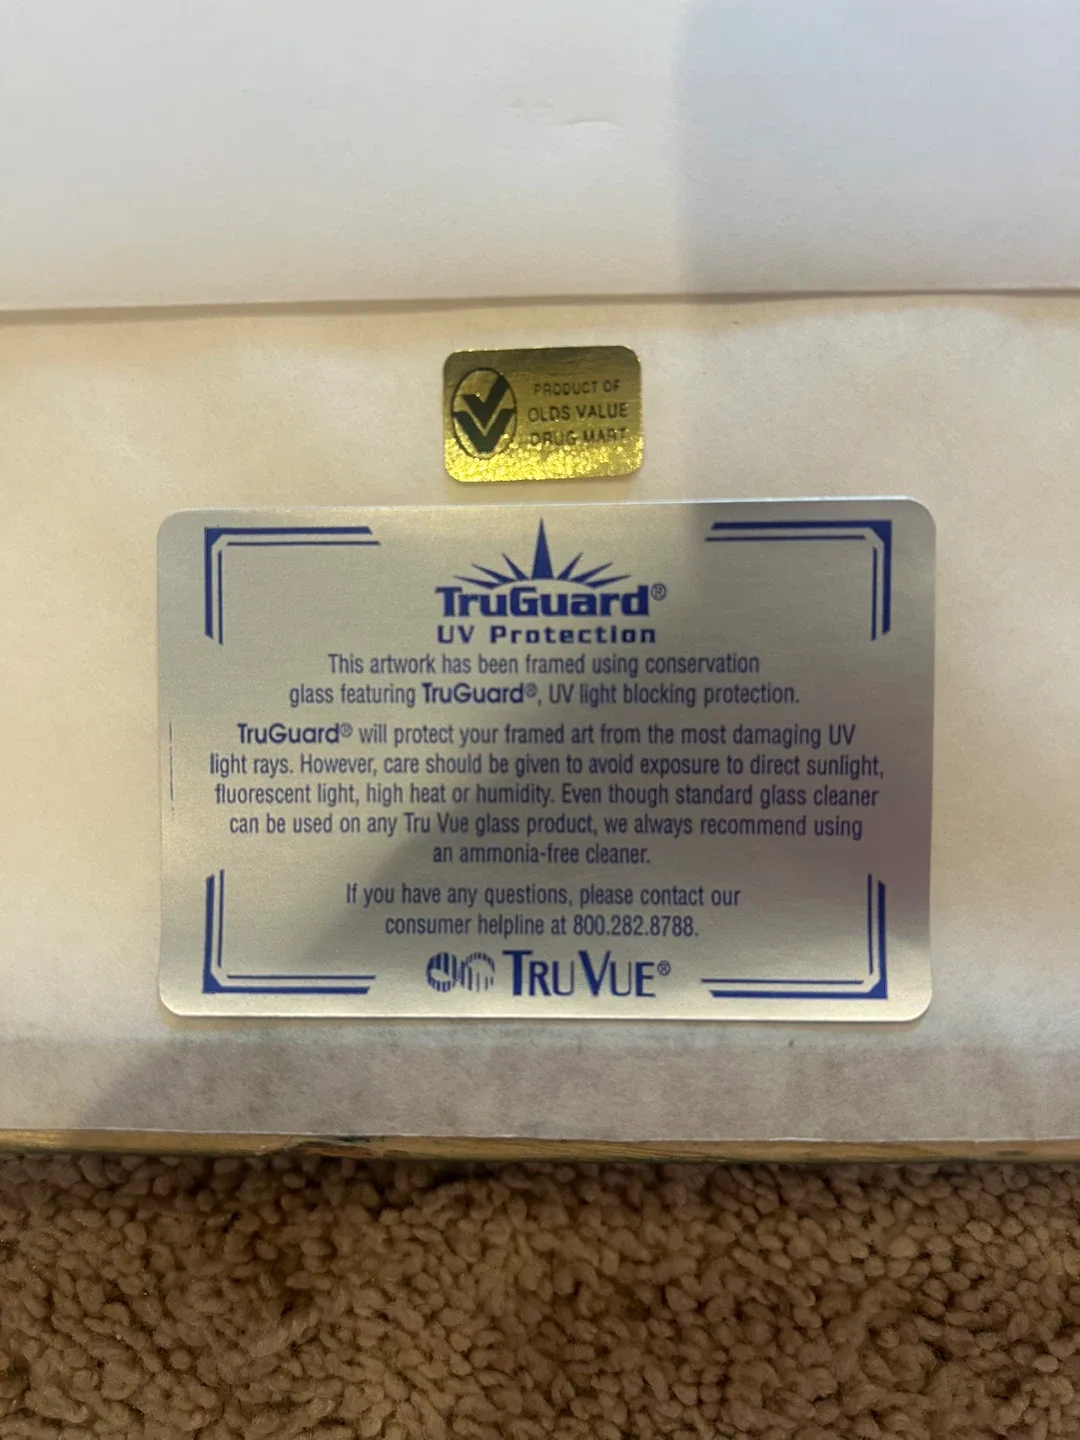 PRODUCT OF
OLDS VALUE
DRUG MART
TruGuard®
UV Protection
This artwork has been framed using conservation
glass featuring TruGuard®, UV light blocking protection.
TruGuard® will protect your framed art from the most damaging UV
light rays. However, care should be given to avoid exposure to direct sunlight,
fluorescent light, high heat or humidity. Even though standard glass cleaner
can be used on any Tru Vue glass product, we always recommend using
an ammonia-free cleaner.
If you have any questions, please contact our
consumer helpline at 800.282.8788.
TRU VUE®